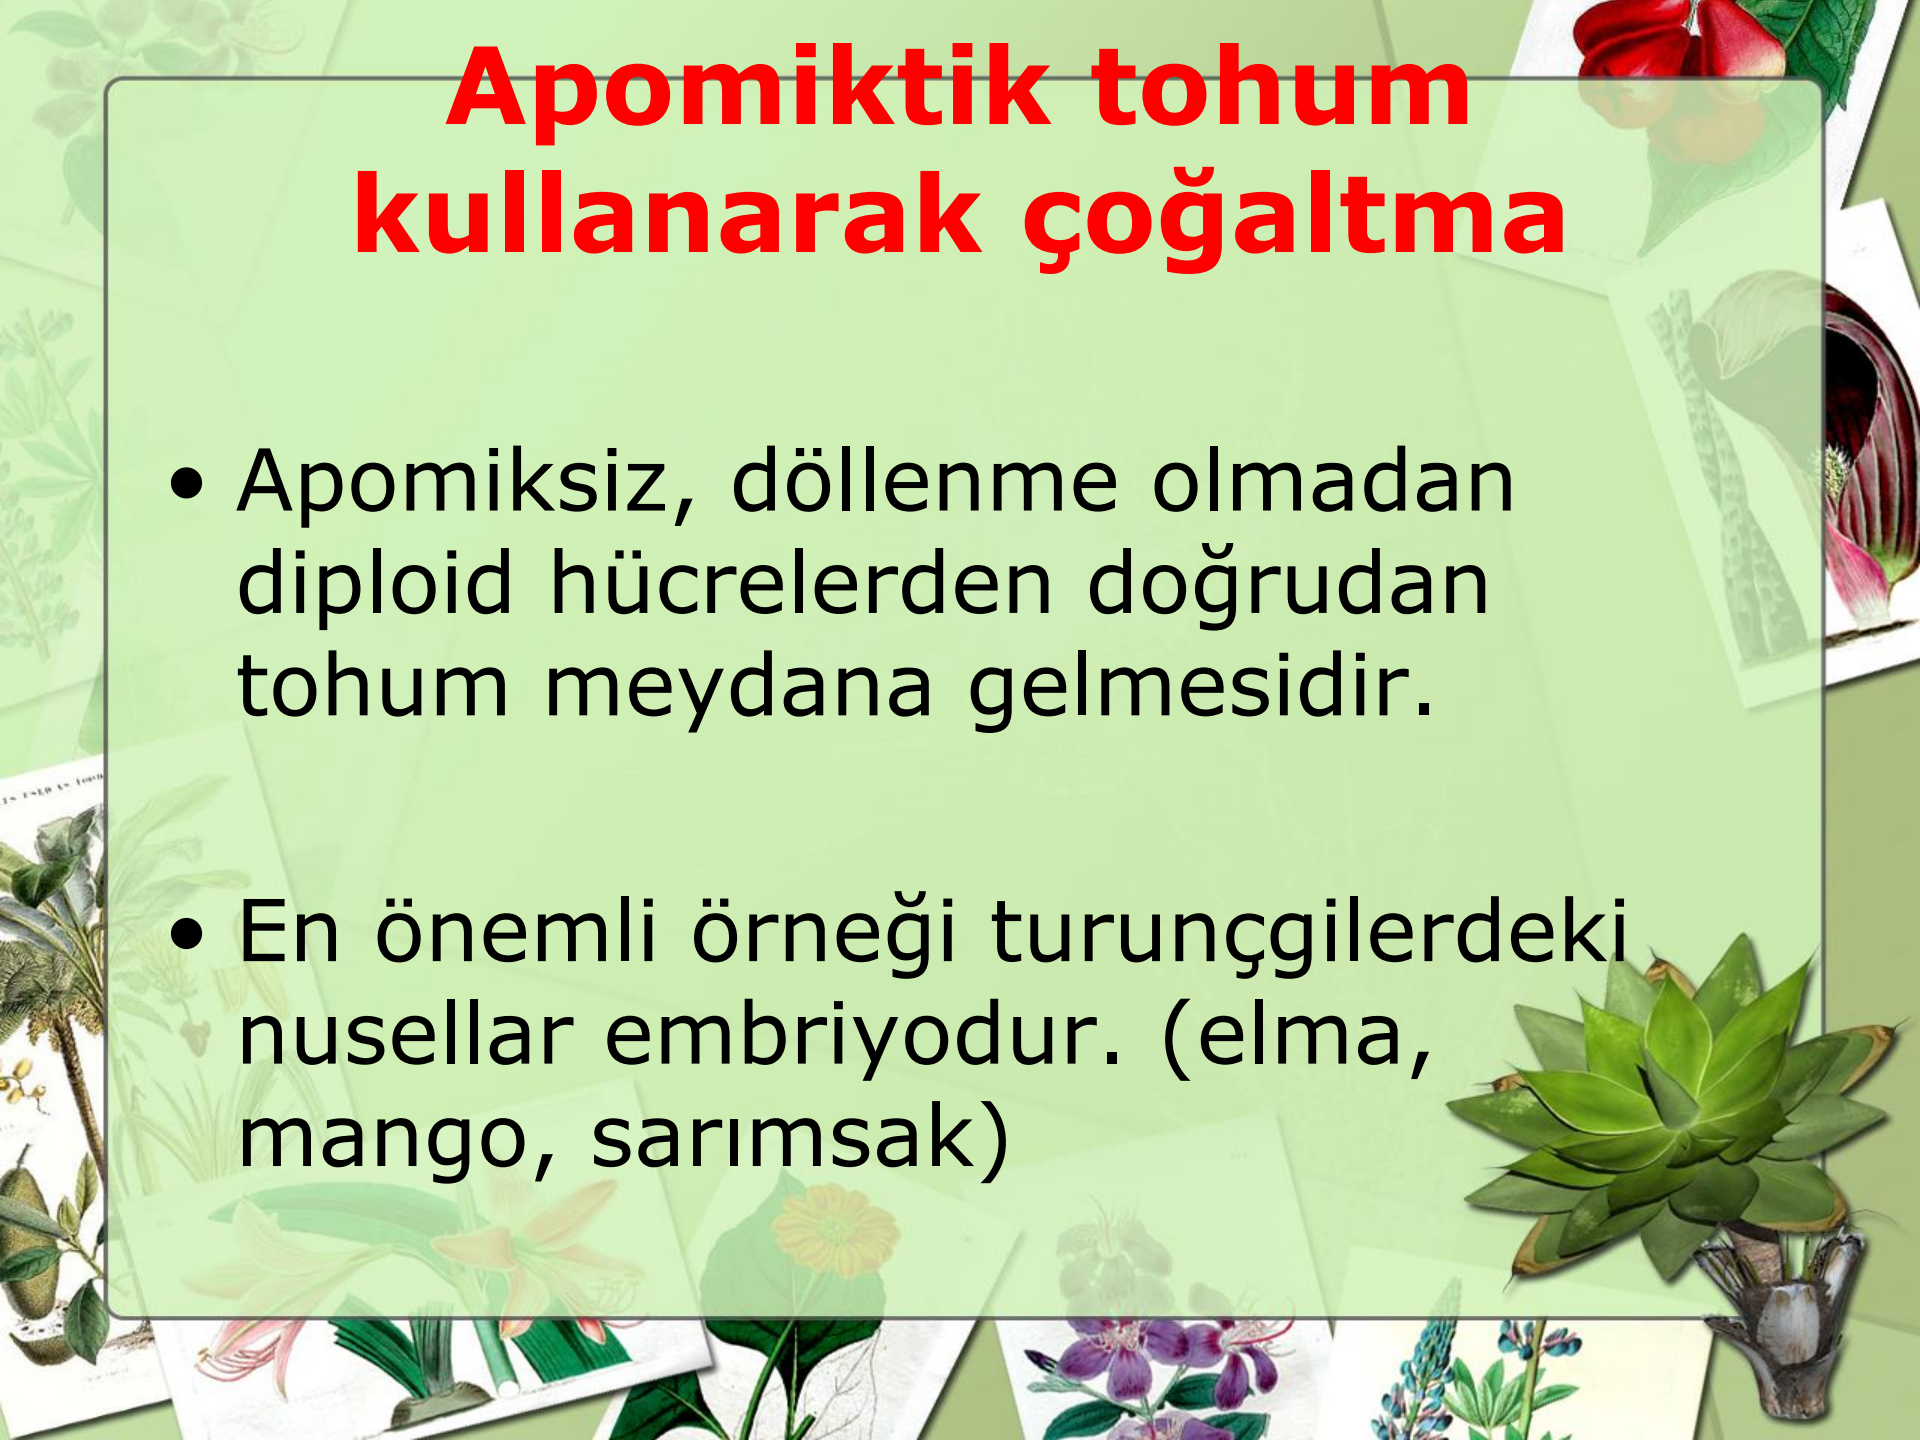 Apomiktik tohum
kullanarak çoğaltma
• Apomiksiz, döllenme olmadan
diploid hücrelerden doğrudan
tohum meydana gelmesidir.
• En önemli örneği turunçgilerdeki
nusellar embriyodur. (elma,
mango, sarımsak)